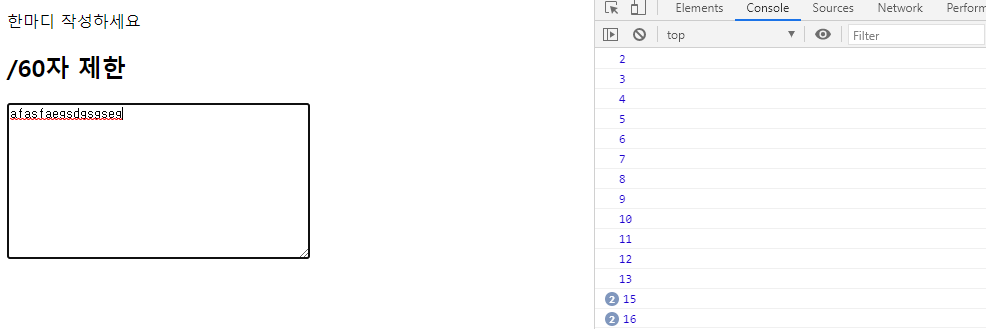 한마디 작성하세요
/60자 제한
afasfaegsdgsgseg
Elements Console Sources Network Perform
top Filter
2
3
4
5
6
7
8
9
10
11
12
13
2 15
2 16